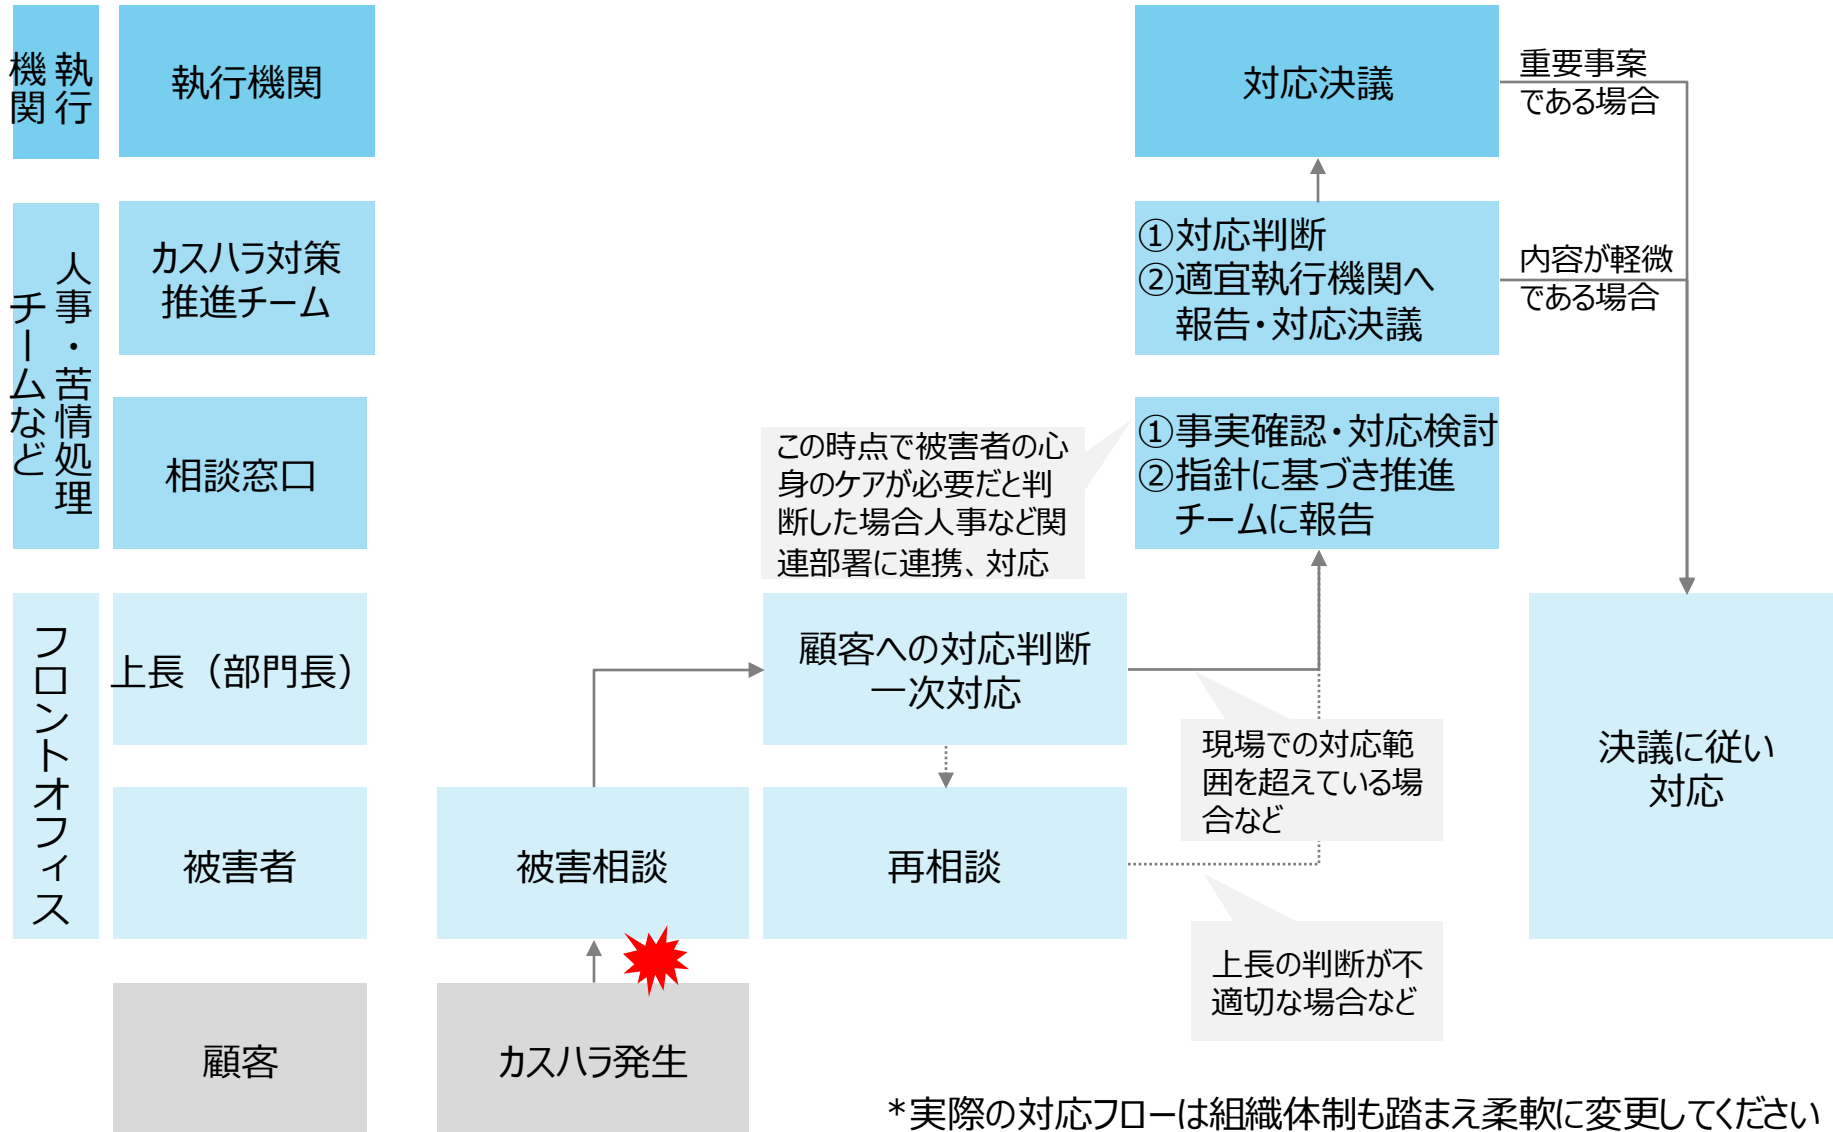 執行
機関
執行機関
対応決議
重要事案
である場合
人事・苦情処理
チームなど
カスハラ対策
推進チーム
①対応判断
②適宜執行機関へ
報告・対応決議
内容が軽微
である場合
相談窓口
この時点で被害者の心
身のケアが必要だと判
断した場合人事など関
連部署に連携、対応
①事実確認・対応検討
②指針に基づき推進
チームに報告
フロントオフィス
上長（部門長）
顧客への対応判断
一次対応
現場での対応範
囲を超えている場
合など
決議に従い
対応
被害者
被害相談
再相談
上長の判断が不
適切な場合など
顧客
カスハラ発生
*実際の対応フローは組織体制も踏まえ柔軟に変更してください